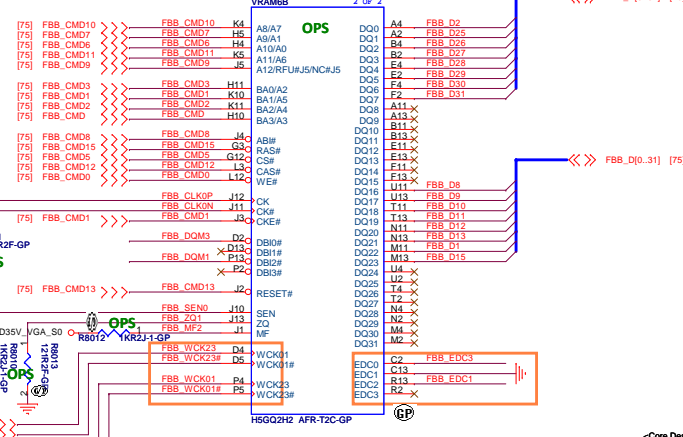 VRAM6B 2 OF 2
OPS
[75] FBB_CMD10 FBB_CMD10 K4 A8/A7 DQ0 A4 FBB_D2
[75] FBB_CMD7 FBB_CMD7 H5 A9/A1 DQ1 A2 FBB_D25
[75] FBB_CMD6 FBB_CMD6 H4 A10/A0 DQ2 B4 FBB_D26
[75] FBB_CMD11 FBB_CMD11 K5 A11/A6 DQ3 B2 FBB_D27
[75] FBB_CMD9 FBB_CMD9 J5 A12/RFU#J5/NC#J5 DQ4 E4 FBB_D28
DQ5 E2 FBB_D29
DQ6 F4 FBB_D30
[75] FBB_CMD3 FBB_CMD3 H11 BA0/A2 DQ7 F2 FBB_D31
[75] FBB_CMD1 FBB_CMD1 K10 BA1/A5 DQ8 A11
[75] FBB_CMD2 FBB_CMD2 K11 BA2/A4 DQ9 A13
[75] FBB_CMD FBB_CMD H10 BA3/A3 DQ10 B11
DQ11 B13
[75] FBB_CMD8 FBB_CMD8 J4 ABI# DQ12 E11
[75] FBB_CMD15 FBB_CMD15 G3 RAS# DQ13 E13
[75] FBB_CMD5 FBB_CMD5 G12 CS# DQ14 F11
[75] FBB_CMD12 FBB_CMD12 L3 CAS# DQ15 F13
[75] FBB_CMD0 FBB_CMD0 L12 WE# DQ16 U11 FBB_D8
FBB_D[0..31] [75]
FBB_CLK0P J12 CK DQ17 U13 FBB_D9
FBB_CLK0N J11 CK# DQ18 T11 FBB_D10
[75] FBB_CMD1 FBB_CMD1 J3 CKE# DQ19 T13 FBB_D11
DQ20 N11 FBB_D12
R2F-GP FBB_DQM3 D2 DBI0# DQ21 N13 FBB_D13
D13 DBI1# DQ22 M11 FBB_D1
FBB_DQM1 P13 DBI2# DQ23 M13 FBB_D15
P2 DBI3# DQ24 U4
DQ25 U2
[75] FBB_CMD13 FBB_CMD13 J2 RESET# DQ26 T4
DQ27 T2
FBB_SEN0 J10 SEN DQ28 N4
OPS FBB_ZQ1 J13 ZQ DQ29 N2
D35V_VGA_S0 1 FBB_MF2 J1 MF DQ30 M4
R8012 1KR2J-1-GP DQ31 M2
FBB_WCK23 D4 WCK01 EDC0 C2 FBB_EDC3
FBB_WCK23# D5 WCK01# EDC1 C13
FBB_WCK01 P4 WCK23 EDC2 R13 FBB_EDC1
FBB_WCK01# P5 WCK23# EDC3 R2
R8013
OPS
2
H5GQ2H2 AFR-T2C-GP
GP